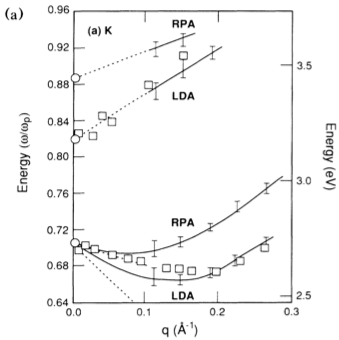 (a)
(a) K
RPA
LDA
RPA
LDA
0.96
0.92
0.88
0.84
0.80
0.76
0.72
0.68
0.64
Energy (ω/ωp)
3.5
3.0
2.5
Energy (eV)
0.0
0.1
0.2
0.3
q (Å⁻¹)